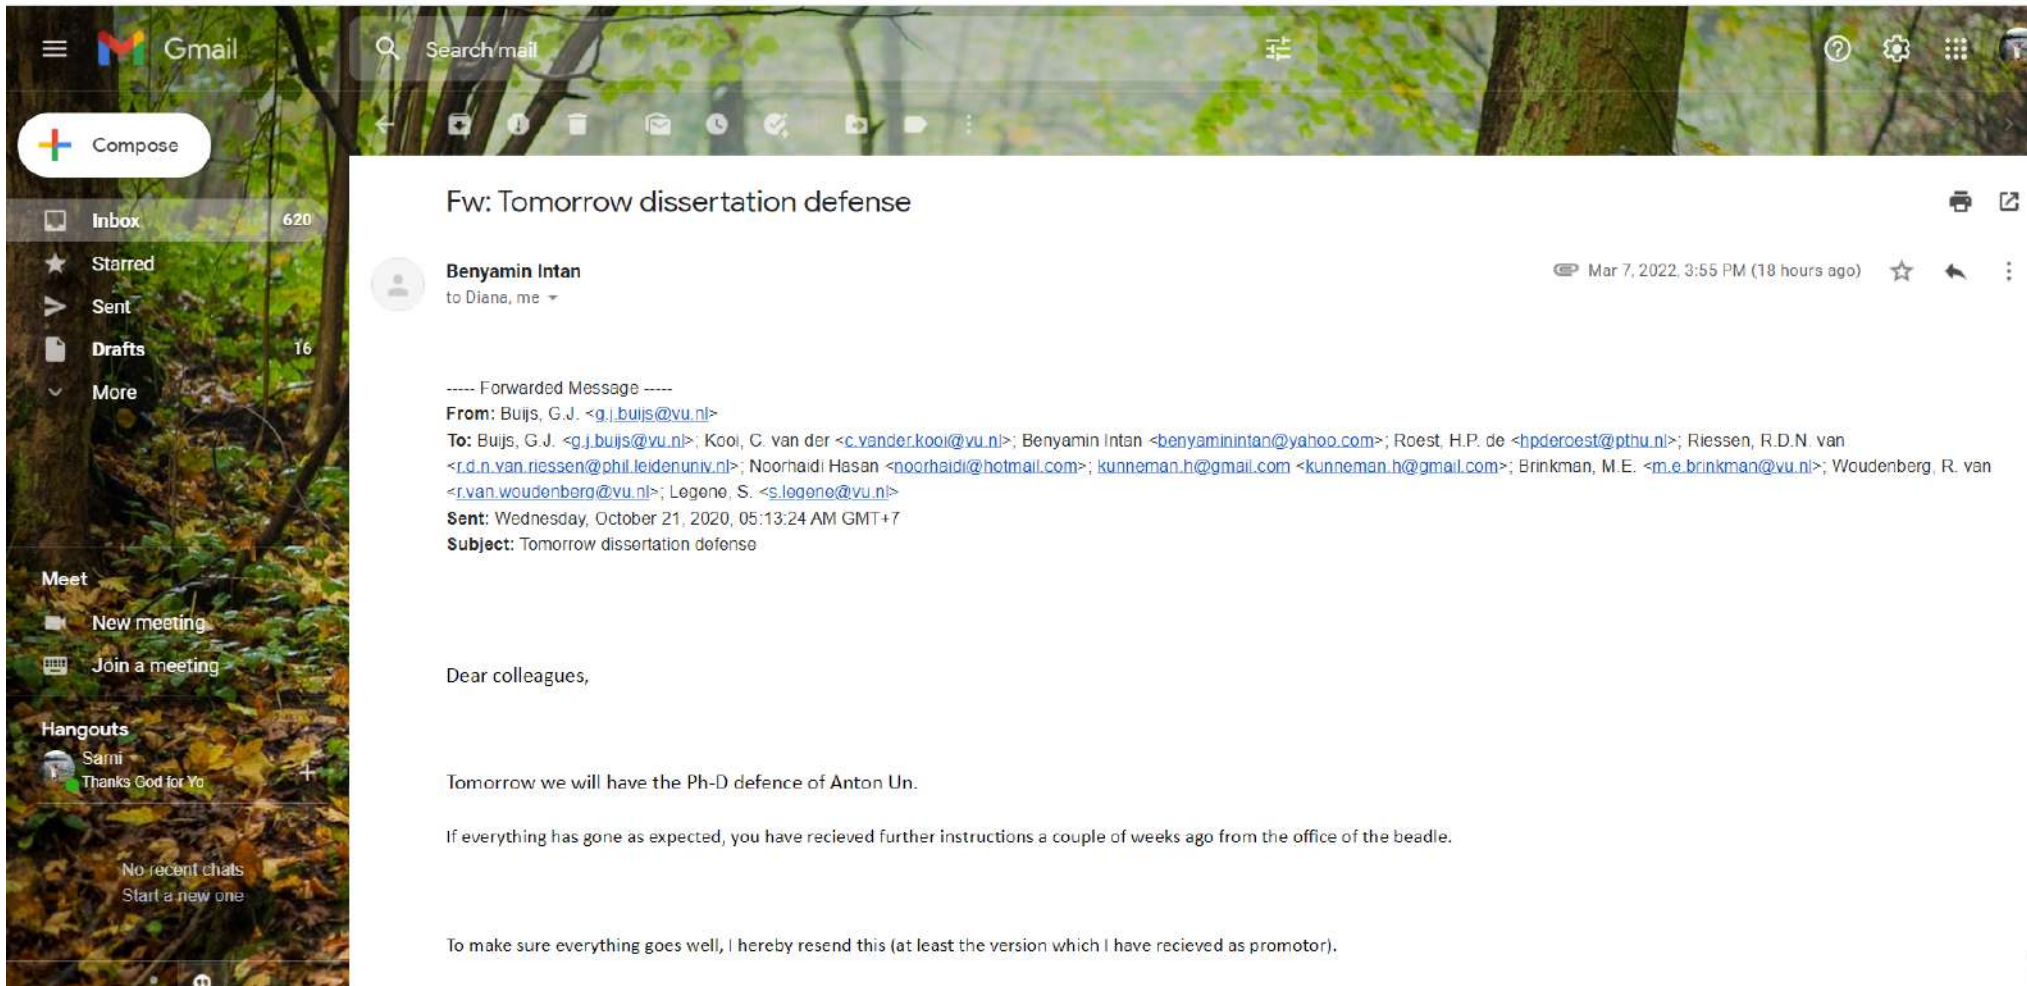 Gmail
Search mail
Compose
Inbox 620
Starred
Sent
Drafts 16
More
Meet
New meeting
Join a meeting
Hangouts
Sami
Thanks God for Yo
No recent chats
Start a new one
Fw: Tomorrow dissertation defense
Benyamin Intan
Mar 7, 2022, 3:55 PM (18 hours ago)
to Diana, me
----- Forwarded Message -----
From: Buijs, G.J. <g.j.buijs@vu.nl>
To: Buijs, G.J. <g.j.buijs@vu.nl>; Kooi, C. van der <c.vander.kooi@vu.nl>; Benyamin Intan <benyaminintan@yahoo.com>; Roest, H.P. de <hpderoest@pthu.nl>; Riessen, R.D.N. van
<r.d.n.van.riessen@phil.leidenuniv.nl>; Noorhaidi Hasan <noorhaidi@hotmail.com>; kunneman.h@gmail.com <kunneman.h@gmail.com>; Brinkman, M.E. <m.e.brinkman@vu.nl>; Woudenberg, R. van
<r.van.woudenberg@vu.nl>; Legene, S. <s.legene@vu.nl>
Sent: Wednesday, October 21, 2020, 05:13:24 AM GMT+7
Subject: Tomorrow dissertation defense
Dear colleagues,
Tomorrow we will have the Ph-D defence of Anton Un.
If everything has gone as expected, you have recieved further instructions a couple of weeks ago from the office of the beadle.
To make sure everything goes well, I hereby resend this (at least the version which I have recieved as promotor).